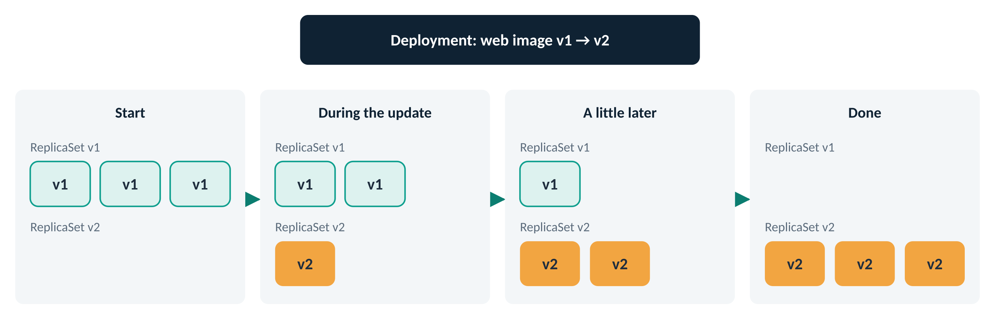 Deployment: web image v1 → v2
Start
ReplicaSet v1
v1 v1 v1
ReplicaSet v2
During the update
ReplicaSet v1
v1 v1
ReplicaSet v2
v2
A little later
ReplicaSet v1
v1
ReplicaSet v2
v2 v2
Done
ReplicaSet v1
ReplicaSet v2
v2 v2 v2